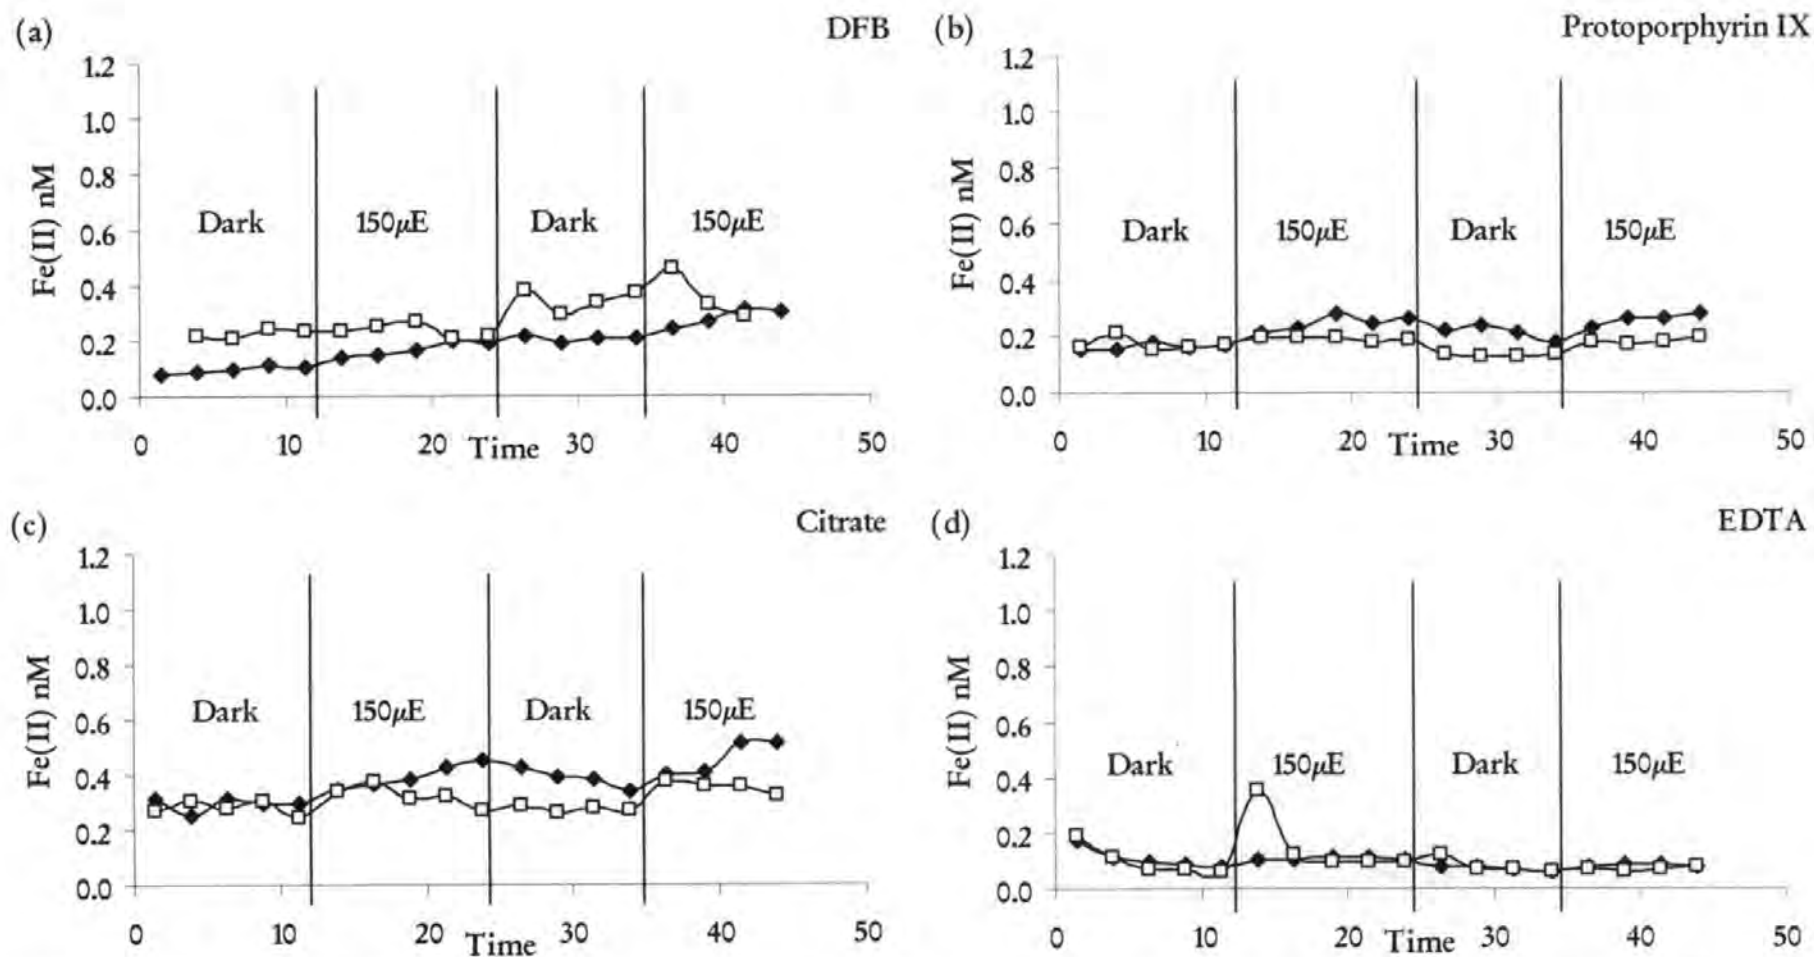 (a) DFB
1.2
1.0
0.8
0.6
0.4
0.2
0.0
Fe(II) nM
Dark 150µE Dark 150µE
0 10 20 Time 30 40 50
(b) Protoporphyrin IX
1.2
1.0
0.8
0.6
0.4
0.2
0.0
Fe(II) nM
Dark 150µE Dark 150µE
0 10 20 Time 30 40 50
(c) Citrate
1.2
1.0
0.8
0.6
0.4
0.2
0.0
Fe(II) nM
Dark 150µE Dark 150µE
0 10 20 Time 30 40 50
(d) EDTA
1.2
1.0
0.8
0.6
0.4
0.2
0.0
Fe(II) nM
Dark 150µE Dark 150µE
0 10 20 Time 30 40 50